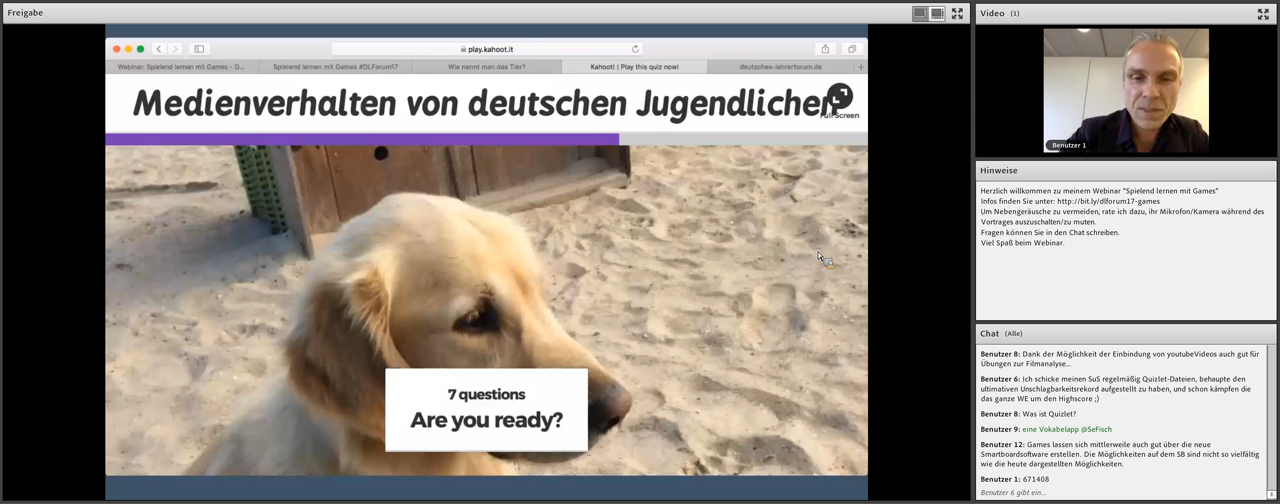 Freigabe
play.kahoot.it
Webinar: Spielend lernen mit Games - D...
Spielend lernen mit Games #DLForum17
Wie nennt man das Tier?
Kahoot! | Play this quiz now!
deutsches-lehrerforum.de
Medienverhalten von deutschen Jugendlichen
Full Screen
7 questions
Are you ready?
Video (1)
Benutzer 1
Hinweise
Herzlich willkommen zu meinem Webinar "Spielend lernen mit Games"
Infos finden Sie unter: http://bit.ly/dlforum17-games
Um Nebengeräusche zu vermeiden, rate ich dazu, ihr Mikrofon/Kamera während des
Vortrages auszuschalten/zu muten.
Fragen können Sie in den Chat schreiben.
Viel Spaß beim Webinar.
Chat (Alle)
Benutzer 8: Dank der Möglichkeit der Einbindung von youtubeVideos auch gut für
Übungen zur Filmanalyse...
Benutzer 6: Ich schicke meinen SuS regelmäßig Quizlet-Dateien, behaupte den
ultimativen Unschlagbarkeitsrekord aufgestellt zu haben, und schon kämpfen die
das ganze WE um den Highscore ;)
Benutzer 8: Was ist Quizlet?
Benutzer 9: eine Vokabelapp @SeFisch
Benutzer 12: Games lassen sich mittlerweile auch gut über die neue
Smartboardsoftware erstellen. Die Möglichkeiten auf dem SB sind nicht so vielfältig
wie die heute dargestellten Möglichkeiten.
Benutzer 1: 671408
Benutzer 6 gibt ein...